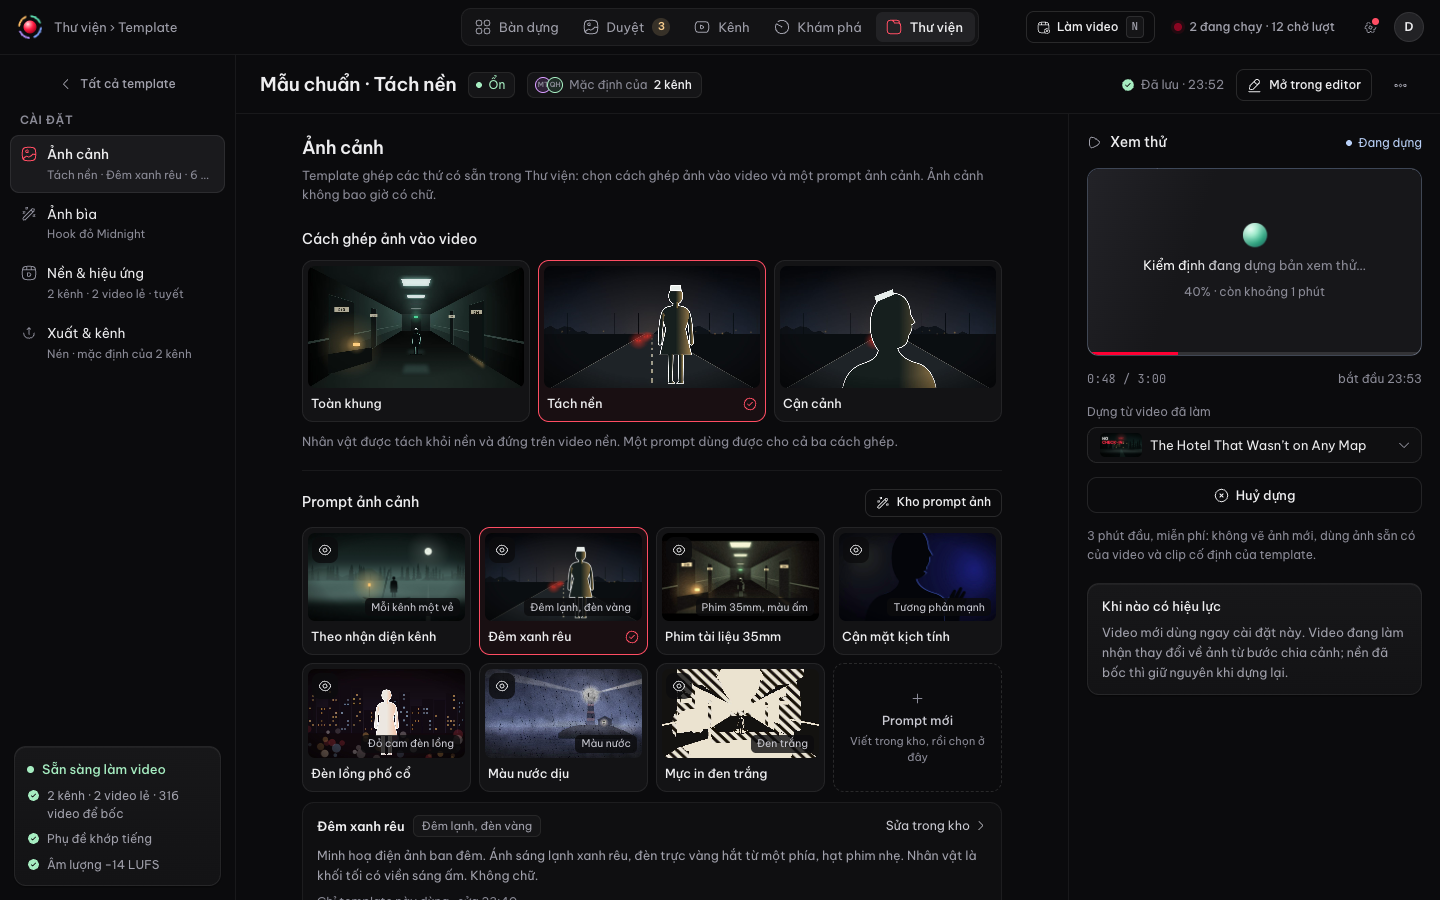 Thư viện › Template
Bàn dựng
Duyệt 3
Kênh
Khám phá
Thư viện
Làm video N
2 đang chạy · 12 chờ lượt
D
Tất cả template
CÀI ĐẶT
Ảnh cảnh
Tách nền · Đêm xanh rêu · 6 ...
Ảnh bìa
Hook đỏ Midnight
Nền & hiệu ứng
2 kênh · 2 video lẻ · tuyết
Xuất & kênh
Nén · mặc định của 2 kênh
Sẵn sàng làm video
2 kênh · 2 video lẻ · 316
video để bốc
Phụ đề khớp tiếng
Âm lượng -14 LUFS
Mẫu chuẩn · Tách nền
Ổn
Mặc định của 2 kênh
Đã lưu · 23:52
Mở trong editor
Ảnh cảnh
Template ghép các thứ có sẵn trong Thư viện: chọn cách ghép ảnh vào video và một prompt ảnh cảnh. Ảnh cảnh
không bao giờ có chữ.
Cách ghép ảnh vào video
Toàn khung
Tách nền
Cận cảnh
Nhân vật được tách khỏi nền và đứng trên video nền. Một prompt dùng được cho cả ba cách ghép.
Prompt ảnh cảnh
Kho prompt ảnh
Mỗi kênh một vẻ
Theo nhận diện kênh
Đêm lạnh, đèn vàng
Đêm xanh rêu
Phim 35mm, màu ấm
Phim tài liệu 35mm
Tương phản mạnh
Cận mặt kịch tính
Đỏ cam đèn lồng
Đèn lồng phố cổ
Màu nước
Màu nước dịu
Đen trắng
Mực in đen trắng
Prompt mới
Viết trong kho, rồi chọn ở
đây
Đêm xanh rêu
Đêm lạnh, đèn vàng
Sửa trong kho
Minh hoạ điện ảnh ban đêm. Ánh sáng lạnh xanh rêu, đèn trực vàng hắt từ một phía, hạt phim nhẹ. Nhân vật là
khối tối có viền sáng ấm. Không chữ.
Xem thử
Đang dựng
Kiểm định đang dựng bản xem thử...
40% · còn khoảng 1 phút
0:48 / 3:00
bắt đầu 23:53
Dựng từ video đã làm
The Hotel That Wasn't on Any Map
Huỷ dựng
3 phút đầu, miễn phí: không vẽ ảnh mới, dùng ảnh sẵn có
của video và clip cố định của template.
Khi nào có hiệu lực
Video mới dùng ngay cài đặt này. Video đang làm
nhận thay đổi về ảnh từ bước chia cảnh; nền đã
bốc thì giữ nguyên khi dựng lại.